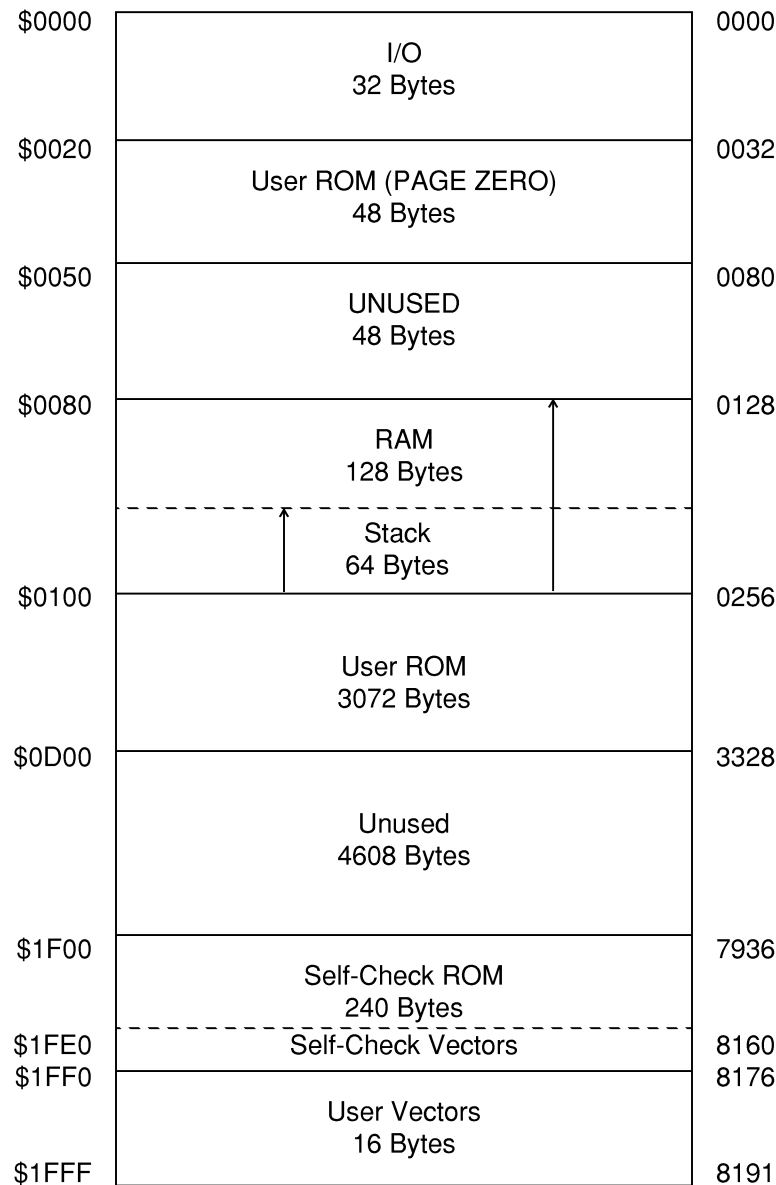 $0000 0000
I/O
32 Bytes
$0020 0032
User ROM (PAGE ZERO)
48 Bytes
$0050 0080
UNUSED
48 Bytes
$0080 0128
RAM
128 Bytes
Stack
64 Bytes
$0100 0256
User ROM
3072 Bytes
$0D00 3328
Unused
4608 Bytes
$1F00 7936
Self-Check ROM
240 Bytes
$1FE0 Self-Check Vectors 8160
$1FF0 8176
User Vectors
16 Bytes
$1FFF 8191